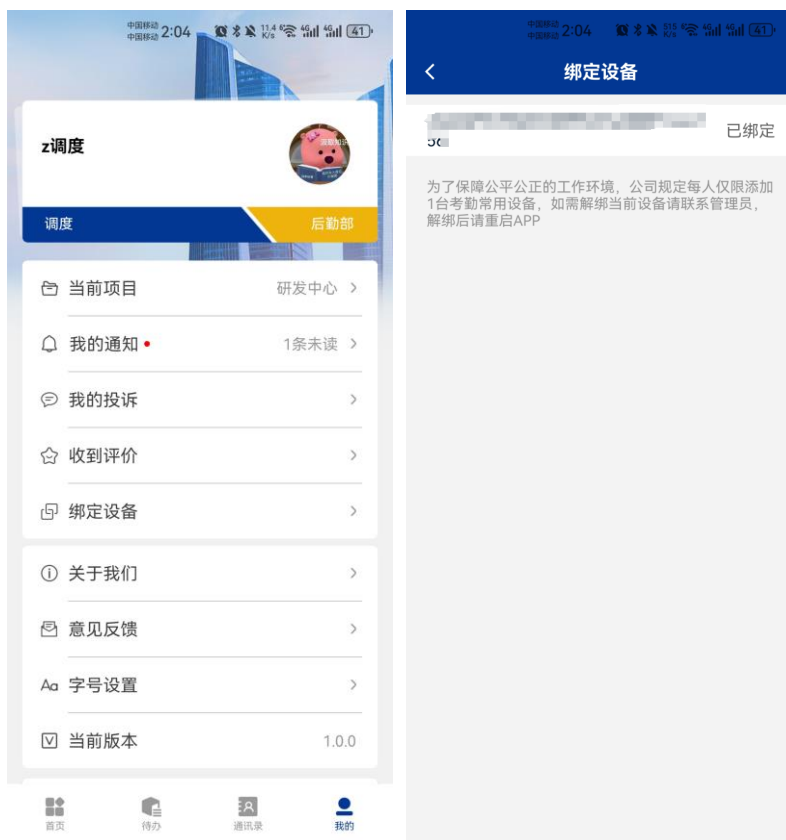 中国移动
中国移动
2:04
11.4 K/s
4G
4G
41
z调度
调度
后勤部
当前项目
研发中心
我的通知
1条未读
我的投诉
收到评价
绑定设备
关于我们
意见反馈
Aa 字号设置
当前版本
1.0.0
首页
待办
通讯录
我的
中国移动
中国移动
2:04
515 K/s
4G
4G
41
绑定设备
已绑定
为了保障公平公正的工作环境，公司规定每人仅限添加
1台考勤常用设备，如需解绑当前设备请联系管理员，
解绑后请重启APP